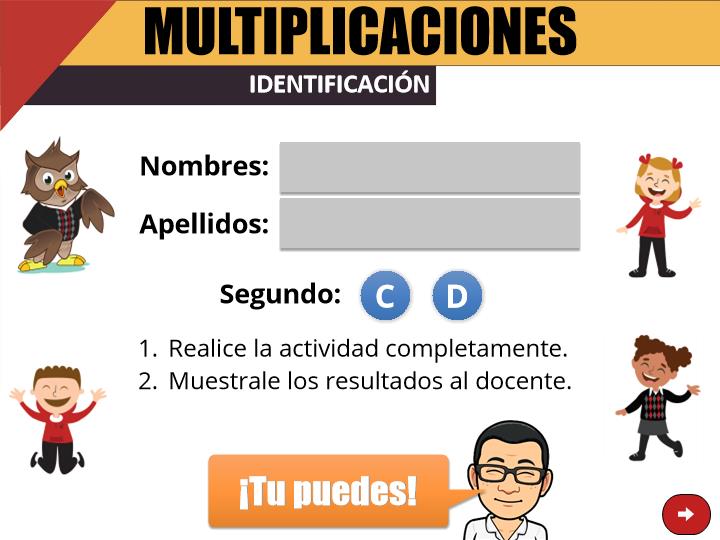 MULTIPLICACIONES
IDENTIFICACIÓN
Nombres:
Apellidos:
Segundo: C D
1. Realice la actividad completamente.
2. Muestrale los resultados al docente.
¡Tu puedes!